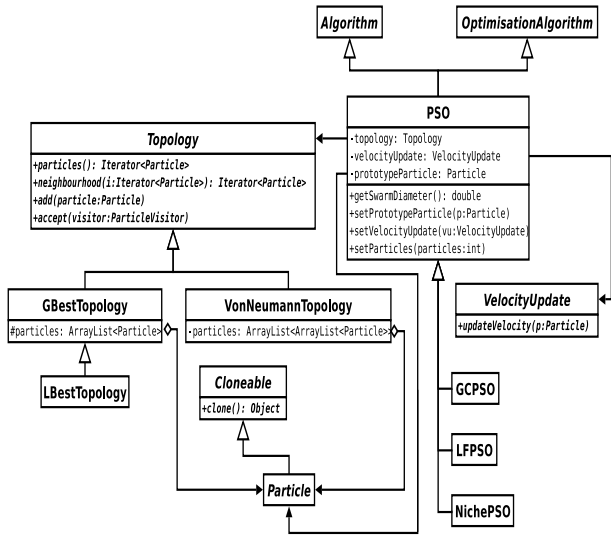 Algorithm
OptimisationAlgorithm
PSO
-topology: Topology
-velocityUpdate: VelocityUpdate
-prototypeParticle: Particle
+getSwarmDiameter(): double
+setPrototypeParticle(p:Particle)
+setVelocityUpdate(vu:VelocityUpdate)
+setParticles(particles:int)
Topology
+particles(): Iterator<Particle>
+neighbourhood(i:Iterator<Particle>): Iterator<Particle>
+add(particle:Particle)
+accept(visitor:ParticleVisitor)
GBestTopology
#particles: ArrayList<Particle>
VonNeumannTopology
-particles: ArrayList<ArrayList<Particle>>
VelocityUpdate
+updateVelocity(p:Particle)
LBestTopology
Cloneable
+clone(): Object
GCPSO
LFPSO
Particle
NichePSO